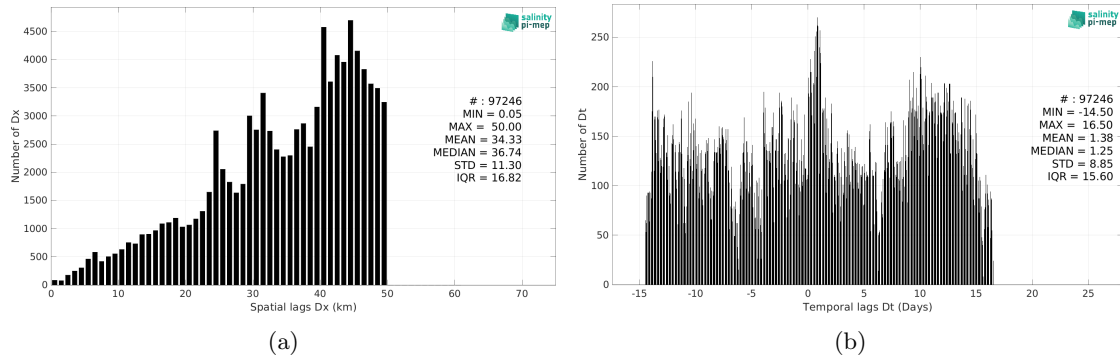 salinity
pi-mep
4500
4000
3500
3000
2500
2000
1500
1000
500
0
Number of Dx
# : 97246
MIN = 0.05
MAX = 50.00
MEAN = 34.33
MEDIAN = 36.74
STD = 11.30
IQR = 16.82
0 10 20 30 40 50 60 70
Spatial lags Dx (km)
(a)
salinity
pi-mep
250
200
150
100
50
0
Number of Dt
# : 97246
MIN = -14.50
MAX = 16.50
MEAN = 1.38
MEDIAN = 1.25
STD = 8.85
IQR = 15.60
-15 -10 -5 0 5 10 15 20 25
Temporal lags Dt (Days)
(b)